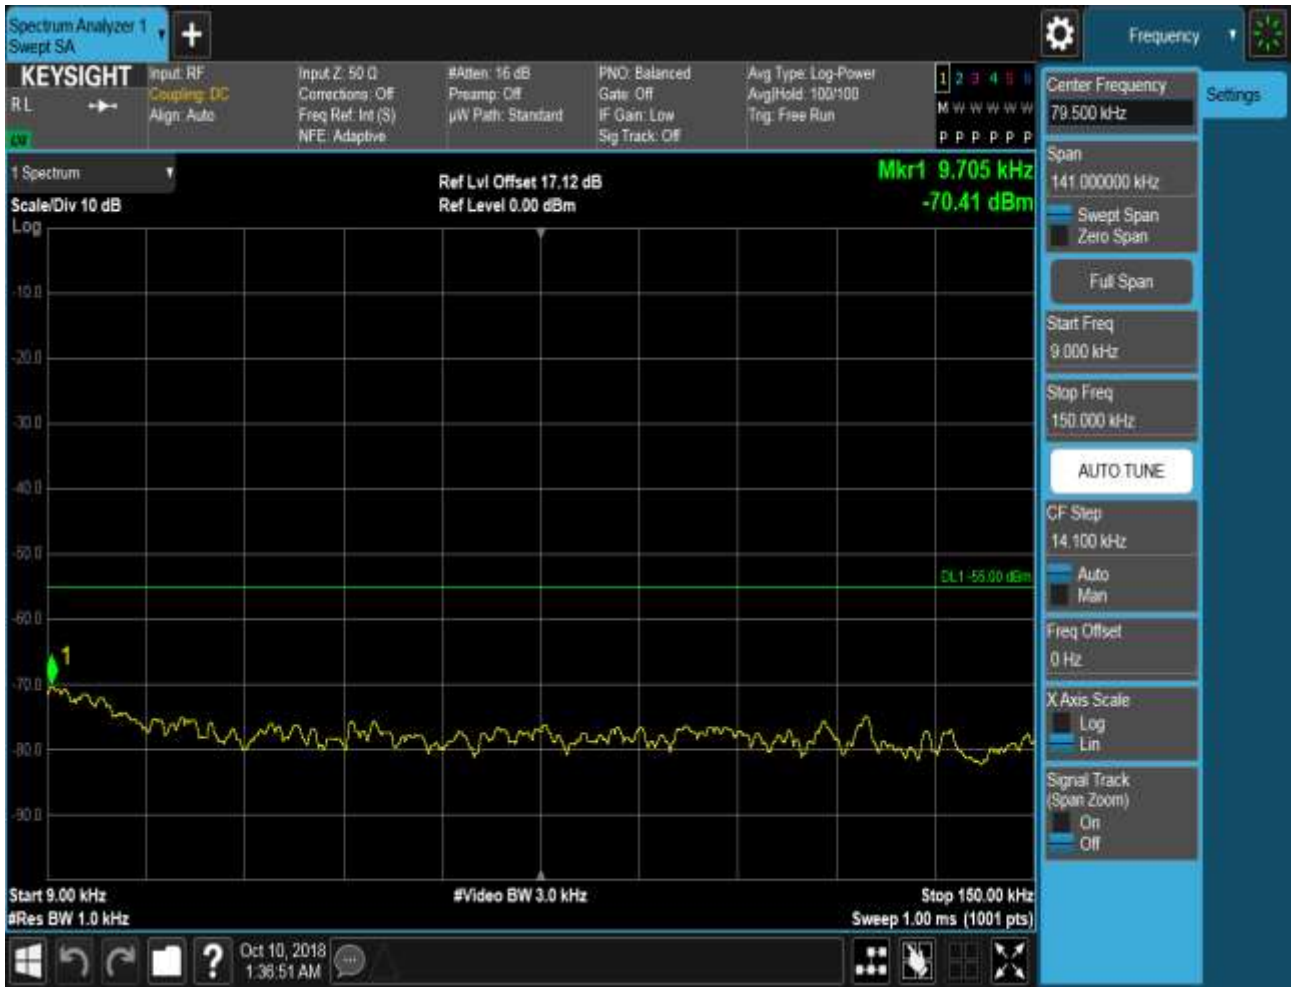 Spectrum Analyzer 1
Swept SA
+
Frequency
KEYSIGHT
RL
LXI
Input: RF
Coupling: DC
Align: Auto
Input Z: 50 Ω
Corrections: Off
Freq Ref: Int (S)
NFE: Adaptive
#Atten: 16 dB
Preamp: Off
µW Path: Standard
PNO: Balanced
Gate: Off
IF Gain: Low
Sig Track: Off
Avg Type: Log-Power
Avg|Hold: 100/100
Trig: Free Run
1 2 3 4 5 6
M W W W W W
P P P P P P
1 Spectrum
Scale/Div 10 dB
Log
Ref Lvl Offset 17.12 dB
Ref Level 0.00 dBm
Mkr1 9.705 kHz
-70.41 dBm
-10.0
-20.0
-30.0
-40.0
-50.0
DL1 -55.00 dBm
-60.0
1
-70.0
-80.0
-90.0
Start 9.00 kHz
#Res BW 1.0 kHz
#Video BW 3.0 kHz
Stop 150.00 kHz
Sweep 1.00 ms (1001 pts)
Center Frequency
79.500 kHz
Settings
Span
141.000000 kHz
Swept Span
Zero Span
Full Span
Start Freq
9.000 kHz
Stop Freq
150.000 kHz
AUTO TUNE
CF Step
14.100 kHz
Auto
Man
Freq Offset
0 Hz
X Axis Scale
Log
Lin
Signal Track
(Span Zoom)
On
Off
?
Oct 10, 2018
1:36:51 AM